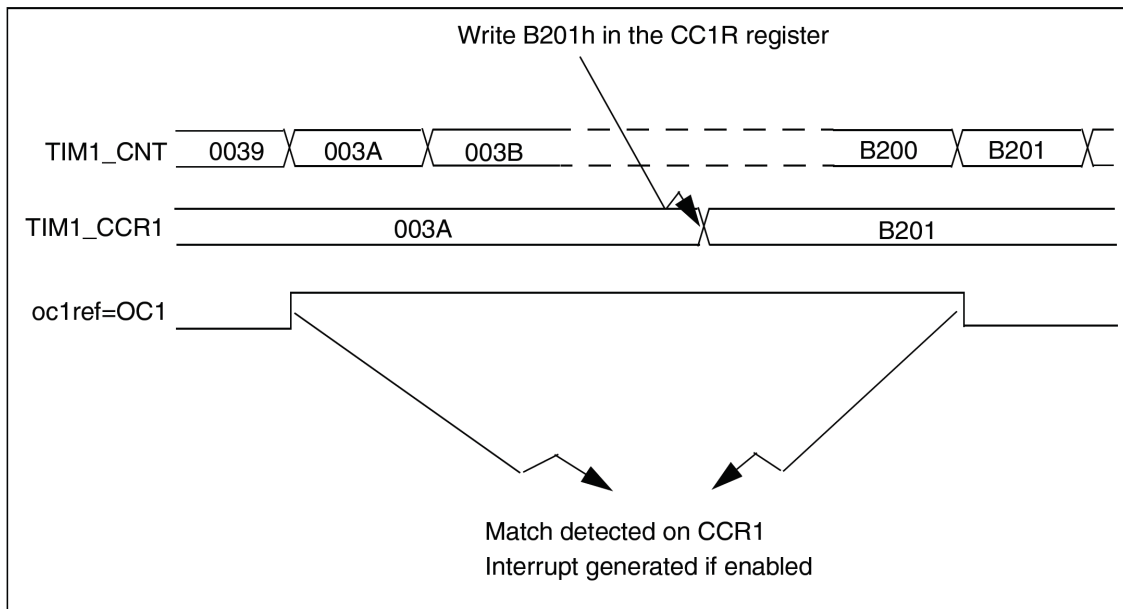 Write B201h in the CC1R register
TIM1_CNT 0039 003A 003B B200 B201
TIM1_CCR1 003A B201
oc1ref=OC1
Match detected on CCR1
Interrupt generated if enabled